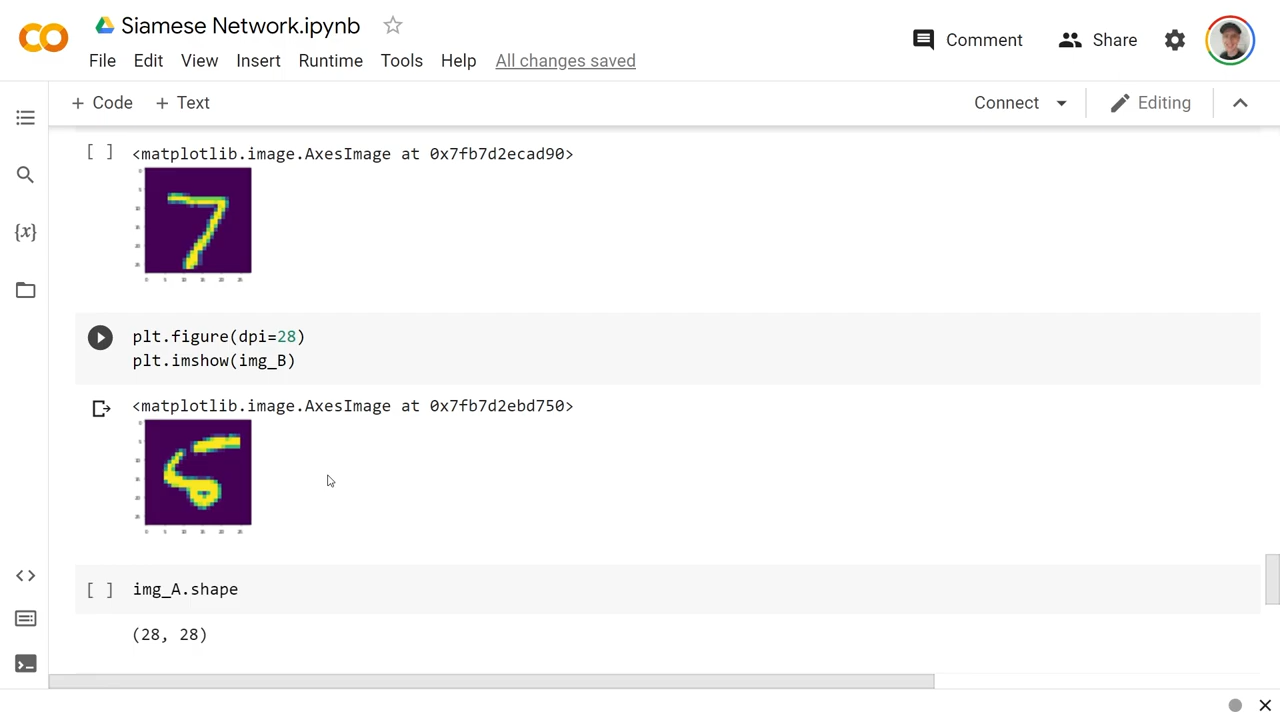 Siamese Network.ipynb
Comment
Share
File Edit View Insert Runtime Tools Help All changes saved
+ Code + Text
Connect
Editing
[ ] <matplotlib.image.AxesImage at 0x7fb7d2ecad90>
7
{x}
plt.figure(dpi=28)
plt.imshow(img_B)
<matplotlib.image.AxesImage at 0x7fb7d2ebd750>
[ ] img_A.shape
(28, 28)